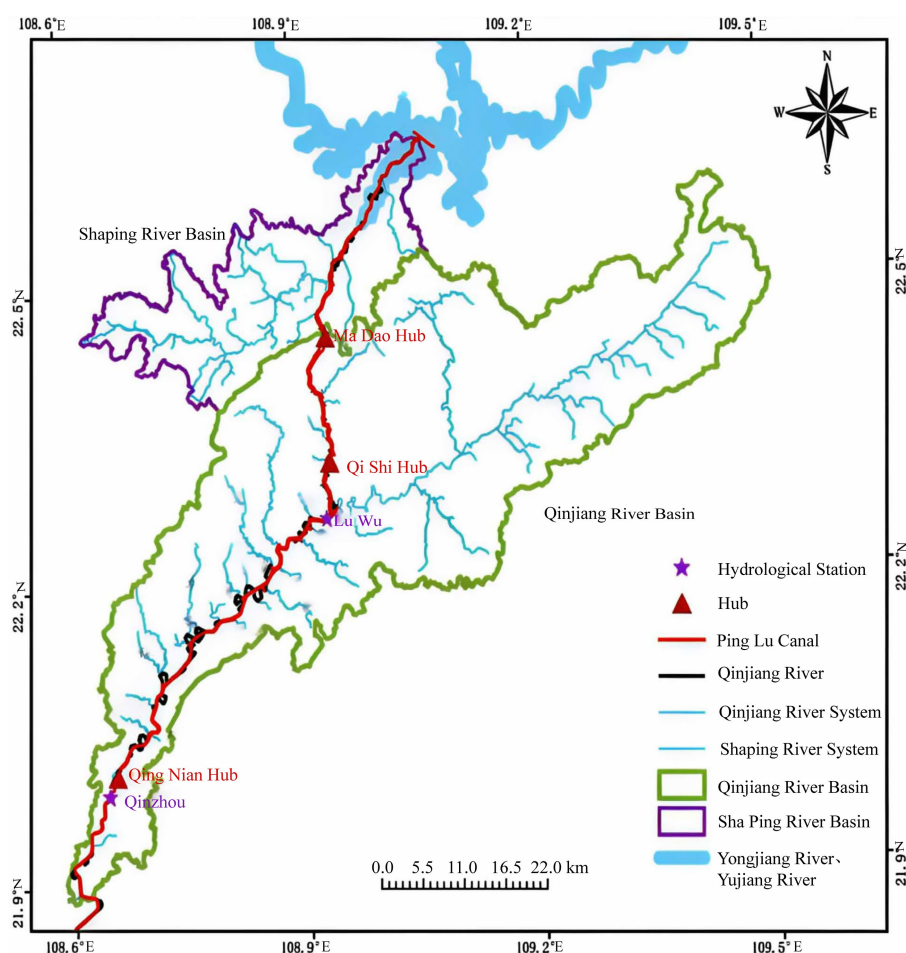 108.6°E 108.9°E 109.2°E 109.5°E
N
W E
S
Shaping River Basin
22.5°N
22.5°N
Ma Dao Hub
Qi Shi Hub
Qinjiang River Basin
Lu Wu
22.2°N
22.2°N
Hydrological Station
Hub
Ping Lu Canal
Qinjiang River
Qinjiang River System
Shaping River System
Qinjiang River Basin
Sha Ping River Basin
Yongjiang River、
Yujiang River
Qing Nian Hub
Qinzhou
21.9°N
21.9°N
0.0 5.5 11.0 16.5 22.0 km
108.6°E 108.9°E 109.2°E 109.5°E